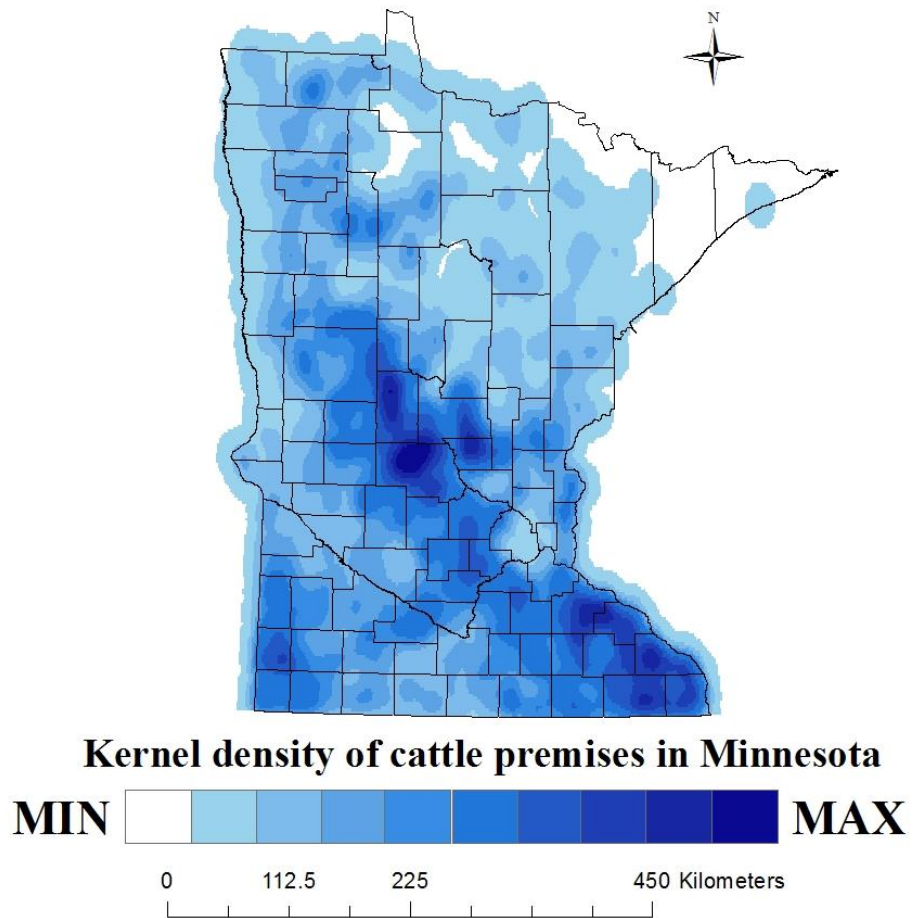 N
Kernel density of cattle premises in Minnesota
MIN MAX
0 112.5 225 450 Kilometers